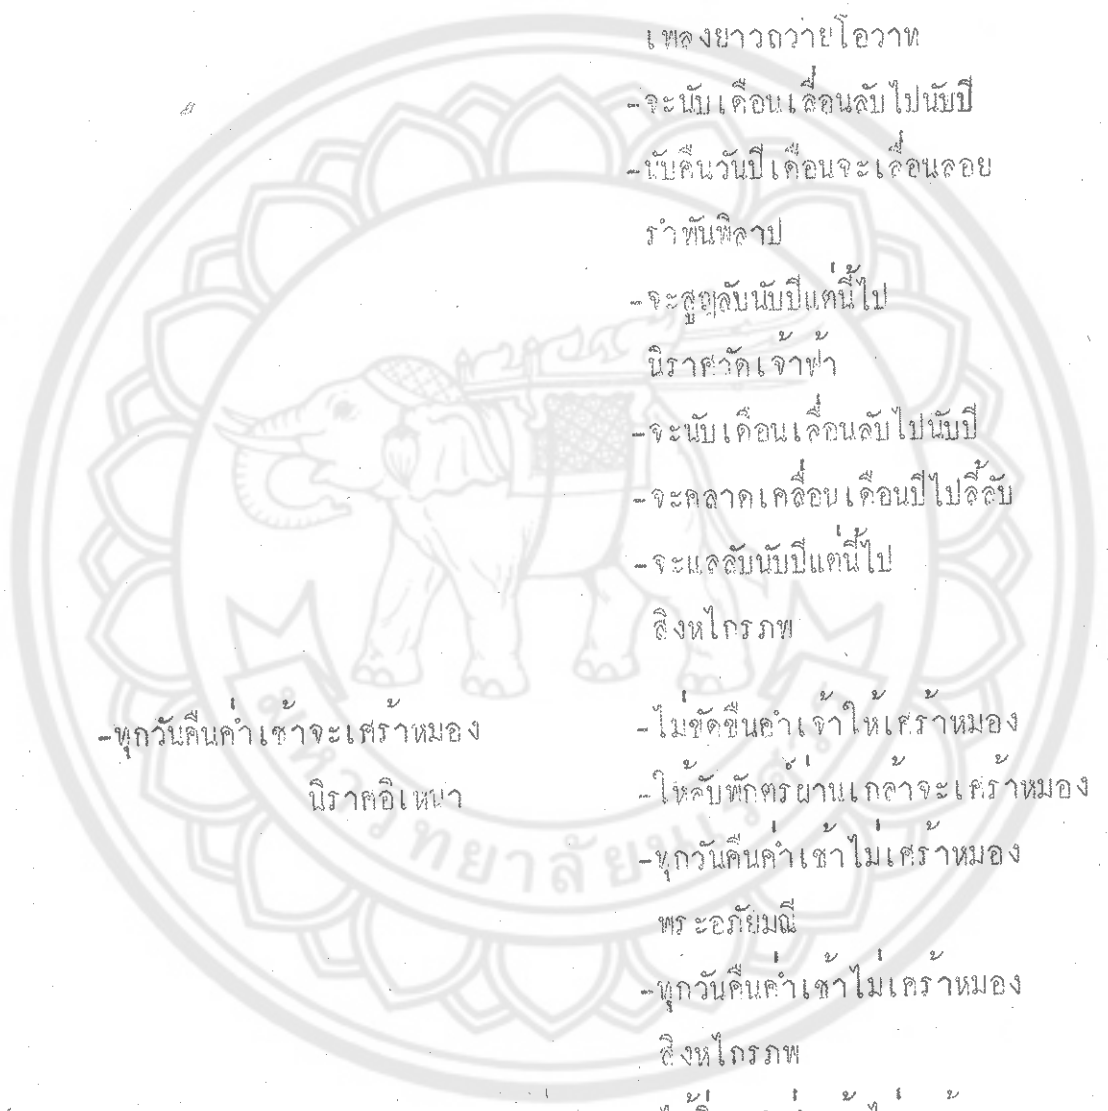 เพลงยาวถวายโอวาท
-จะนับเดือนเลื่อนลับไปนับปี
-นับคืนวันปีเดือนจะเลื่อนลอย
รำพันพิลาป
-จะสูญลับนับปีแต่นี้ไป
นิราศวัดเจ้าฟ้า
-จะนับเดือนเลื่อนลับไปนับปี
-จะคลาดเคลื่อนเดือนปีไปลี้ลับ
-จะแลลับนับปีแต่นี้ไป
สิงหไกรภพ
-ทุกวันคืนค่ำเช้าจะเศร้าหมอง
นิราศอิเหนา
-ไม่ขัดขืนคำเจ้าให้เศร้าหมอง
-ให้ลับพักตร์ผ่านเกล้าจะเศร้าหมอง
-ทุกวันคืนค่ำเช้าไม่เศร้าหมอง
พระอภัยมณี
-ทุกวันคืนค่ำเช้าไม่เศร้าหมอง
สิงหไกรภพ